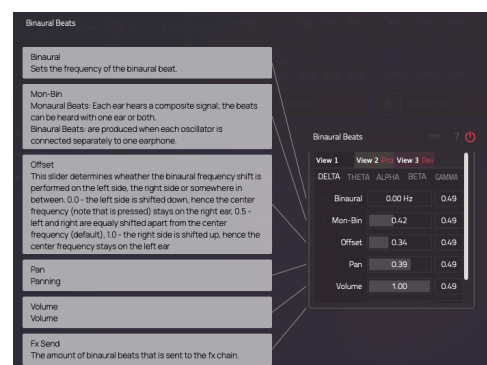 Binaural Beats
Binaural
Sets the frequency of the binaural beat.
Mon-Bin
Monaural Beats: Each ear hears a composite signal; the beats
can be heard with one ear or both.
Binaural Beats: are produced when each oscillator is
connected separately to one earphone.
Offset
This slider determines wheather the binaural frequency shift is
performed on the left side, the right side or somewhere in
between. 0.0 - the left side is shifted down, hence the center
frequency (note that is pressed) stays on the right ear, 0.5 -
left and right are equaly shifted apart from the center
frequency (default), 1.0 - the right side is shifted up, hence the
center frequency stays on the left ear
Pan
Panning
Volume
Volume
Fx Send
The amount of binaural beats that is sent to the fx chain.
Binaural Beats ?
View 1 View 2 Pro View 3 Dev
DELTA THETA ALPHA BETA GAMMA
Binaural 0.00 Hz 0.49
Mon-Bin 0.42 0.49
Offset 0.34 0.49
Pan 0.39 0.49
Volume 1.00 0.49